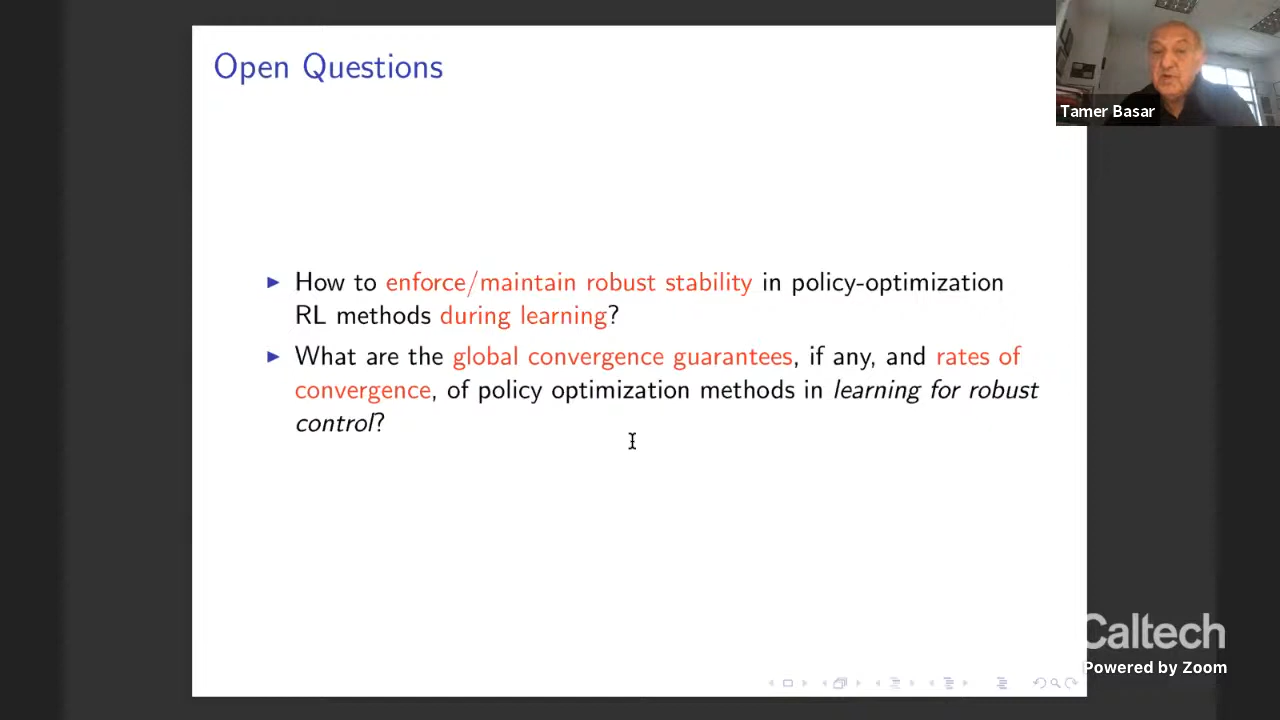 Open Questions
Tamer Basar
▶ How to enforce/maintain robust stability in policy-optimization
RL methods during learning?
▶ What are the global convergence guarantees, if any, and rates of
convergence, of policy optimization methods in learning for robust
control?
Caltech
Powered by Zoom